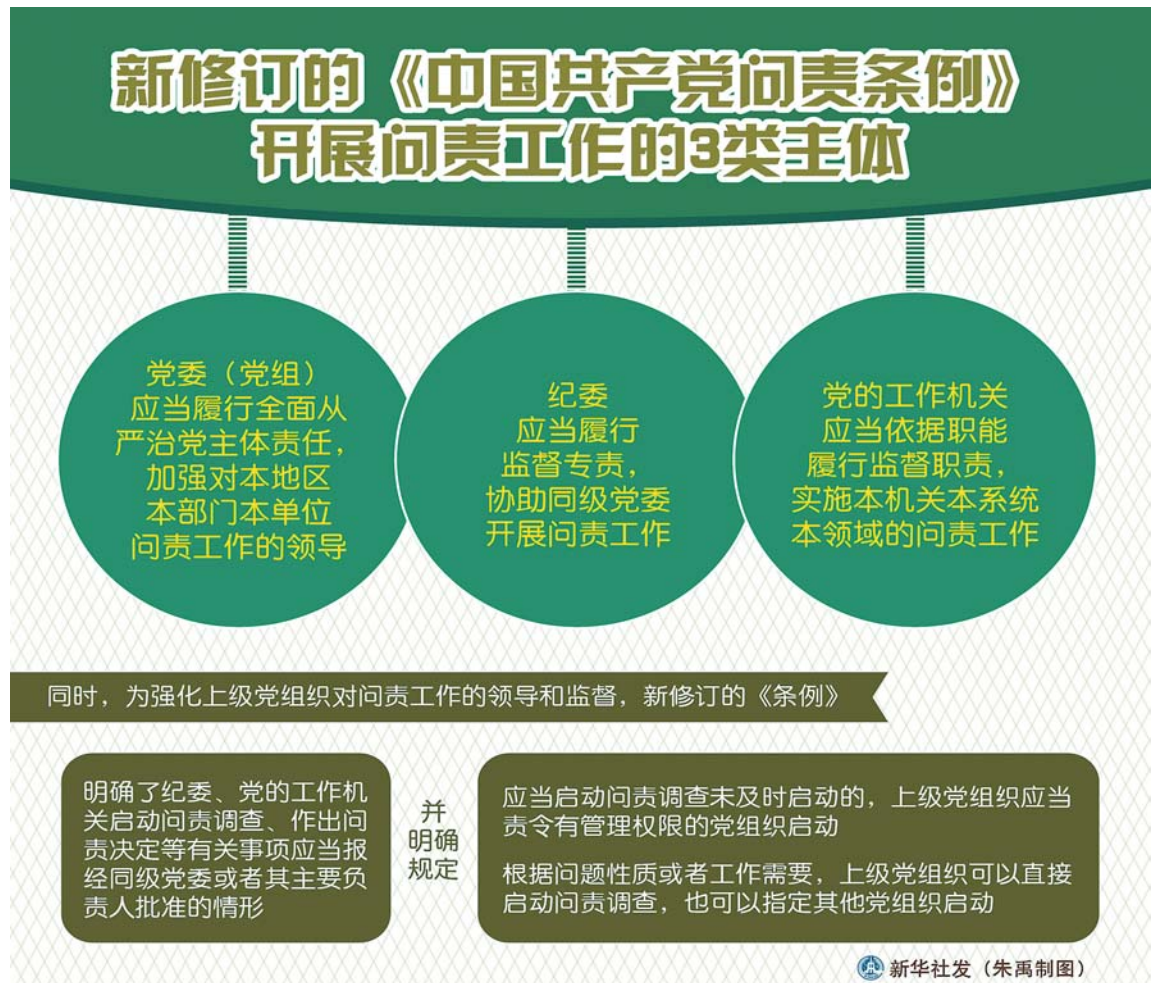 新修订的《中国共产党问责条例》
开展问责工作的3类主体
党委（党组）
应当履行全面从
严治党主体责任，
加强对本地区
本部门本单位
问责工作的领导
纪委
应当履行
监督专责，
协助同级党委
开展问责工作
党的工作机关
应当依据职能
履行监督职责，
实施本机关本系统
本领域的问责工作
同时，为强化上级党组织对问责工作的领导和监督，新修订的《条例》
明确了纪委、党的工作机
关启动问责调查、作出问
责决定等有关事项应当报
经同级党委或者其主要负
责人批准的情形
并
明确
规定
应当启动问责调查未及时启动的，上级党组织应当
责令有管理权限的党组织启动
根据问题性质或者工作需要，上级党组织可以直接
启动问责调查，也可以指定其他党组织启动
新华社发（朱禹制图）